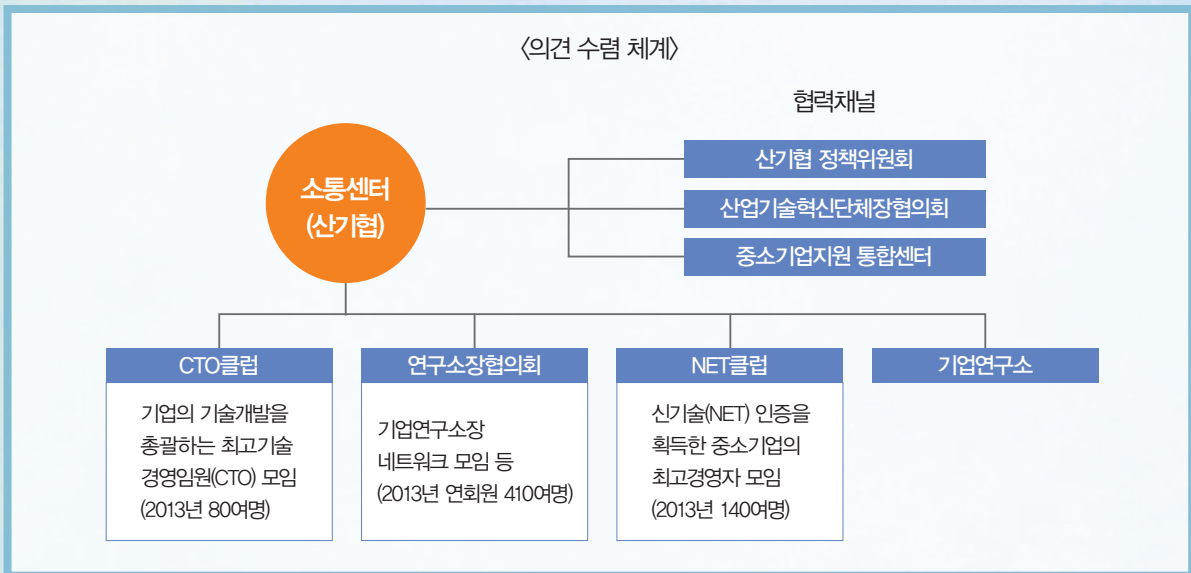 〈의견 수렴 체계〉
협력채널
소통센터
(산기협)
산기협 정책위원회
산업기술혁신단체장협의회
중소기업지원 통합센터
CTO클럽
기업의 기술개발을
총괄하는 최고기술
경영임원(CTO) 모임
(2013년 80여명)
연구소장협의회
기업연구소장
네트워크 모임 등
(2013년 연회원 410여명)
NET클럽
신기술(NET) 인증을
획득한 중소기업의
최고경영자 모임
(2013년 140여명)
기업연구소